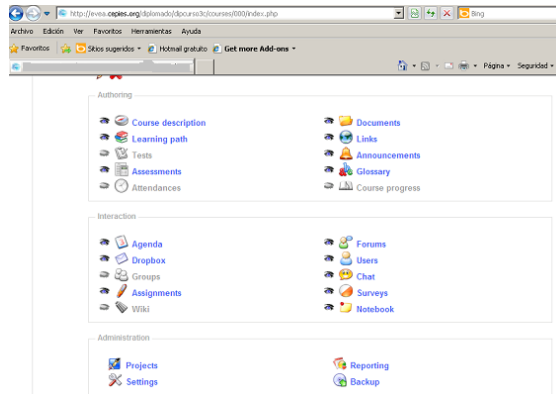 http://evea.cepies.org/diplomado/dipcurso3c/courses/000/index.php
Bing
Archivo Edición Ver Favoritos Herramientas Ayuda
Favoritos Sitios sugeridos Hotmail gratuito Get more Add-ons
Página Seguridad
Authoring
Course description Documents
Learning path Links
Tests Announcements
Assessments Glossary
Attendances Course progress
Interaction
Agenda Forums
Dropbox Users
Groups Chat
Assignments Surveys
Wiki Notebook
Administration
Projects Reporting
Settings Backup